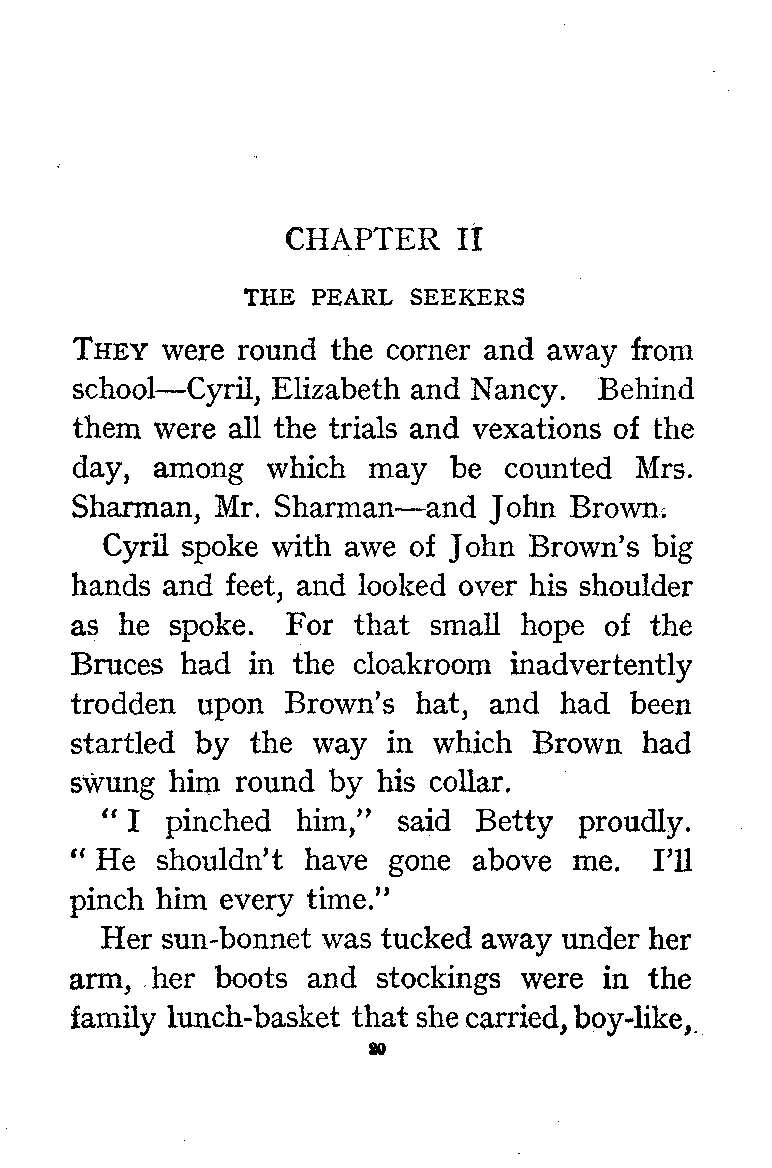 CHAPTER II
THE PEARL SEEKERS
THEY were round the corner and away from
school—Cyril, Elizabeth and Nancy. Behind
them were all the trials and vexations of the
day, among which may be counted Mrs.
Sharman, Mr. Sharman—and John Brown.
Cyril spoke with awe of John Brown's big
hands and feet, and looked over his shoulder
as he spoke. For that small hope of the
Bruces had in the cloakroom inadvertently
trodden upon Brown's hat, and had been
startled by the way in which Brown had
swung him round by his collar.
" I pinched him," said Betty proudly.
" He shouldn't have gone above me. I'll
pinch him every time."
Her sun-bonnet was tucked away under her
arm, her boots and stockings were in the
family lunch-basket that she carried, boy-like,
20